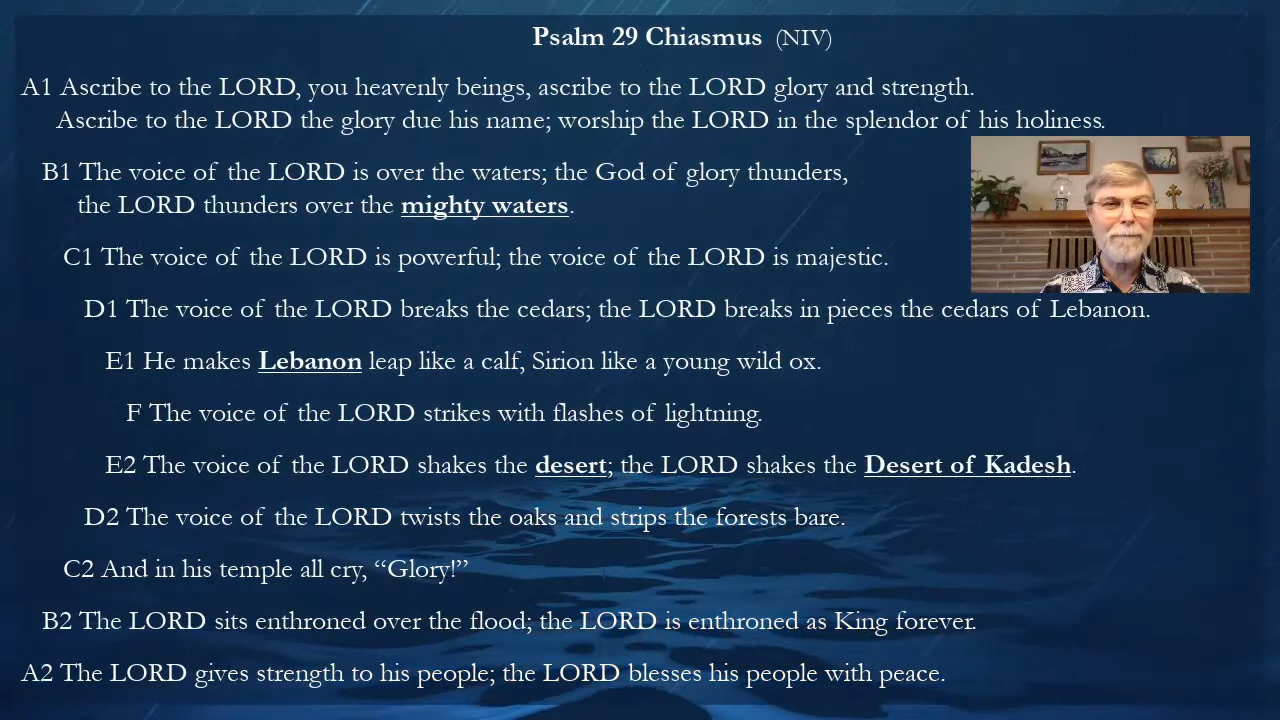 Psalm 29 Chiasmus (NIV)
A1 Ascribe to the LORD, you heavenly beings, ascribe to the LORD glory and strength.
Ascribe to the LORD the glory due his name; worship the LORD in the splendor of his holiness.
B1 The voice of the LORD is over the waters; the God of glory thunders,
the LORD thunders over the mighty waters.
C1 The voice of the LORD is powerful; the voice of the LORD is majestic.
D1 The voice of the LORD breaks the cedars; the LORD breaks in pieces the cedars of Lebanon.
E1 He makes Lebanon leap like a calf, Sirion like a young wild ox.
F The voice of the LORD strikes with flashes of lightning.
E2 The voice of the LORD shakes the desert; the LORD shakes the Desert of Kadesh.
D2 The voice of the LORD twists the oaks and strips the forests bare.
C2 And in his temple all cry, “Glory!”
B2 The LORD sits enthroned over the flood; the LORD is enthroned as King forever.
A2 The LORD gives strength to his people; the LORD blesses his people with peace.